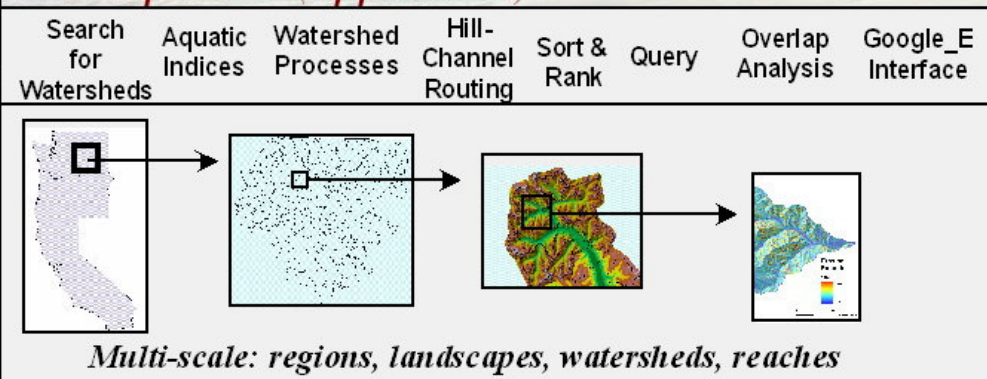 Search
for
Watersheds
Aquatic
Indices
Watershed
Processes
Hill-
Channel
Routing
Sort &
Rank
Query
Overlap
Analysis
Google_E
Interface
Multi-scale: regions, landscapes, watersheds, reaches